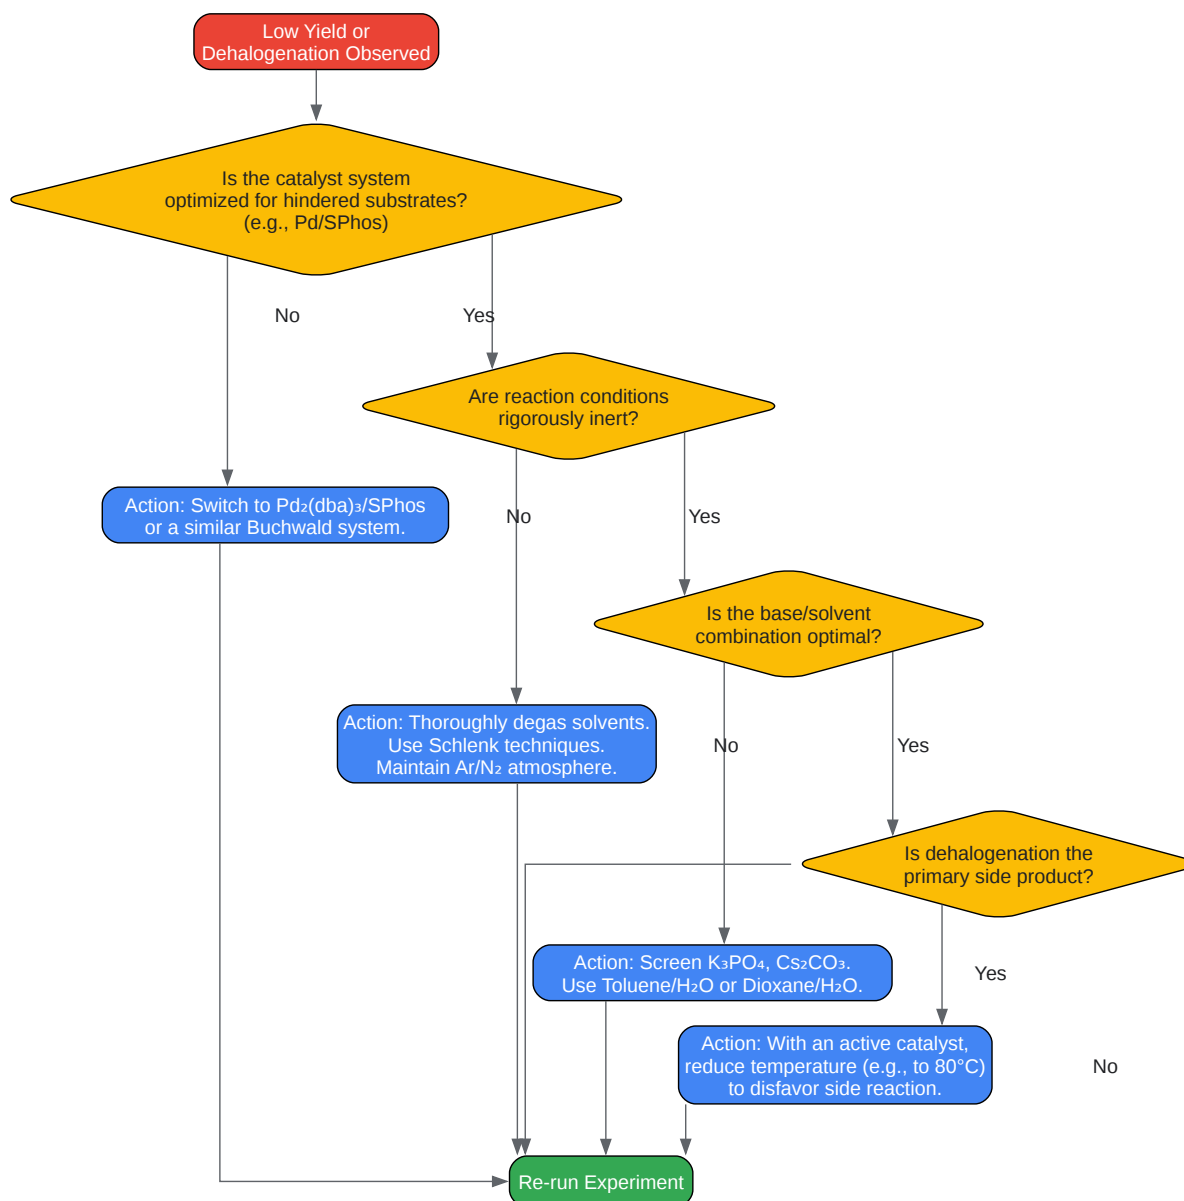 Low Yield or
Dehalogenation Observed
Is the catalyst system
optimized for hindered substrates?
(e.g., Pd/SPhos)
No
Yes
Are reaction conditions
rigorously inert?
Action: Switch to Pd₂(dba)₃/SPhos
or a similar Buchwald system.
No
Yes
Is the base/solvent
combination optimal?
Action: Thoroughly degas solvents.
Use Schlenk techniques.
Maintain Ar/N₂ atmosphere.
No
Yes
Is dehalogenation the
primary side product?
Action: Screen K₃PO₄, Cs₂CO₃.
Use Toluene/H₂O or Dioxane/H₂O.
Yes
Action: With an active catalyst,
reduce temperature (e.g., to 80°C)
to disfavor side reaction.
No
Re-run Experiment